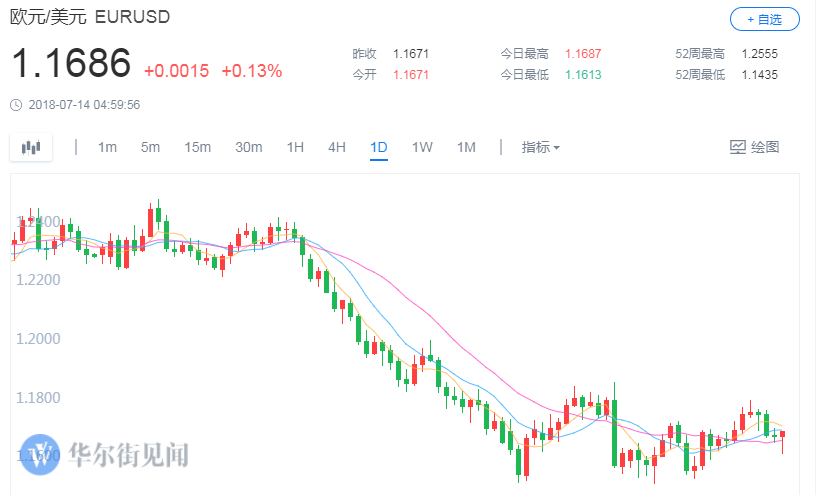 欧元/美元 EURUSD
+ 自选
1.1686 +0.0015 +0.13%
昨收 1.1671 今日最高 1.1687 52周最高 1.2555
今开 1.1671 今日最低 1.1613 52周最低 1.1435
2018-07-14 04:59:56
1m 5m 15m 30m 1H 4H 1D 1W 1M 指标 绘图
1.2400
1.2200
1.2000
1.1800
1.1600
华尔街见闻